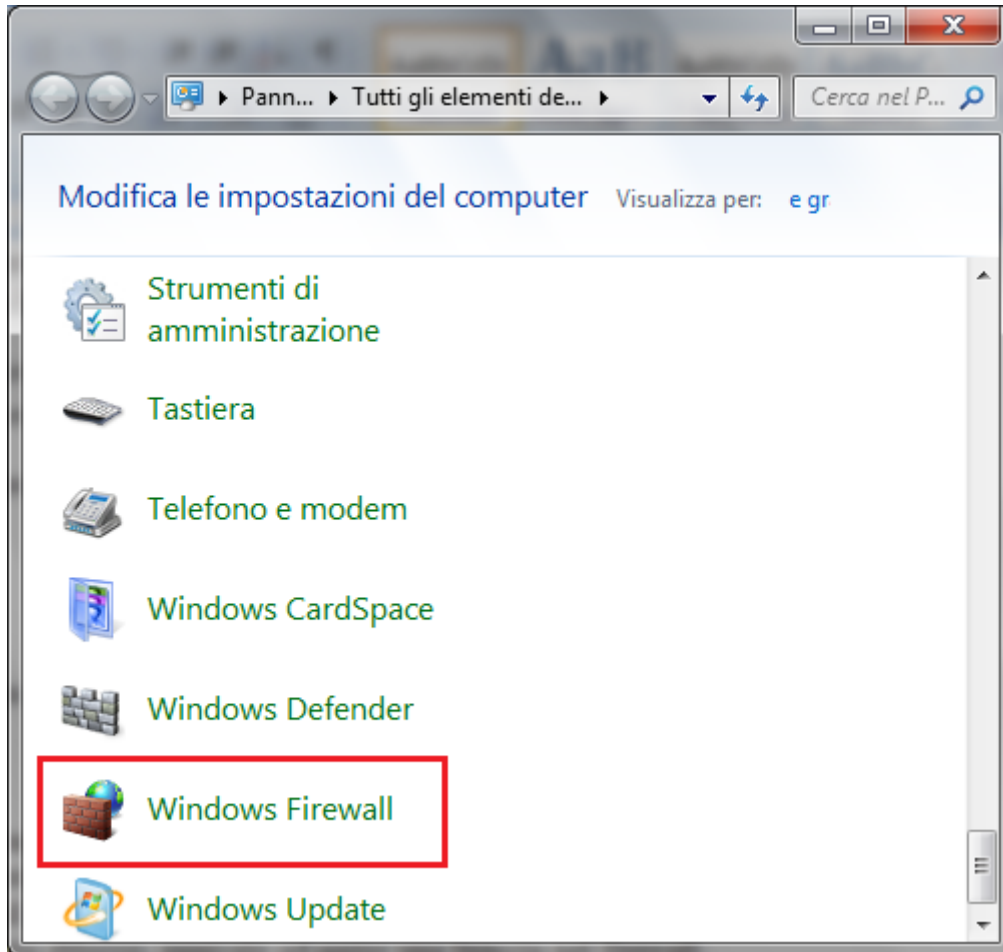 Pann... Tutti gli elementi de...
Cerca nel P...
Modifica le impostazioni del computer Visualizza per: e gr
Strumenti di
amministrazione
Tastiera
Telefono e modem
Windows CardSpace
Windows Defender
Windows Firewall
Windows Update